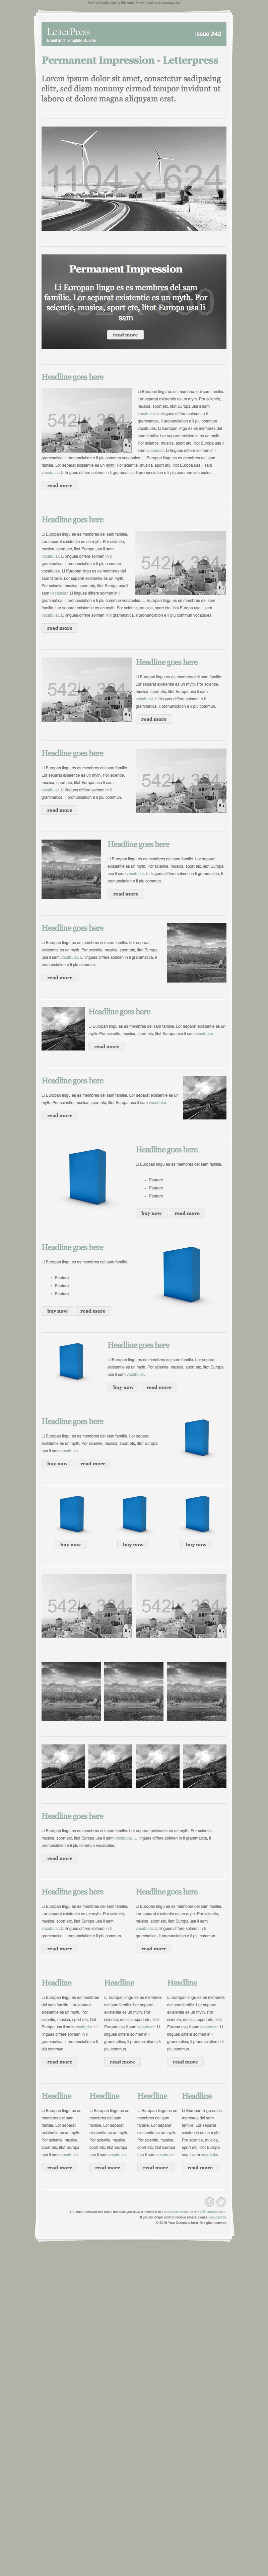 Having trouble viewing this email? View it online or unsubscribe
LetterPress
Email and Template Builder
Issue #42
Permanent Impression - Letterpress
Lorem ipsum dolor sit amet, consetetur sadipscing
elitr, sed diam nonumy eirmod tempor invidunt ut
labore et dolore magna aliquyam erat.
1104 x 624
Permanent Impression
Li Europan lingu es es membres del sam
familie. Lor separat existentie es un myth. Por
scientie, musica, sport etc, litot Europa usa li
sam
read more
Headline goes here
542 x 384
Li Europan lingu es es membres del sam familie.
Lor separat existentie es un myth. Por scientie,
musica, sport etc, litot Europa usa li sam
vocabular. Li lingues differe solmen in li
grammatica, li pronunciation e li plu commun
vocabules. Li Europan lingu es es membres del
sam familie. Lor separat existentie es un myth.
Por scientie, musica, sport etc, litot Europa usa li
sam vocabular. Li lingues differe solmen in li
grammatica, li pronunciation e li plu commun vocabules. Li Europan lingu es es membres del sam
familie. Lor separat existentie es un myth. Por scientie, musica, sport etc, litot Europa usa li sam
vocabular. Li lingues differe solmen in li grammatica, li pronunciation e li plu commun vocabules.
read more
Headline goes here
Li Europan lingu es es membres del sam familie.
Lor separat existentie es un myth. Por scientie,
musica, sport etc, litot Europa usa li sam
vocabular. Li lingues differe solmen in li
grammatica, li pronunciation e li plu commun
vocabules. Li Europan lingu es es membres del
sam familie. Lor separat existentie es un myth.
Por scientie, musica, sport etc, litot Europa usa li
sam vocabular. Li lingues differe solmen in li
grammatica, li pronunciation e li plu commun vocabules. Li Europan lingu es es membres del sam
familie. Lor separat existentie es un myth. Por scientie, musica, sport etc, litot Europa usa li sam
vocabular. Li lingues differe solmen in li grammatica, li pronunciation e li plu commun vocabules.
542 x 384
read more
542 x 384
Headline goes here
Li Europan lingu es es membres del sam familie.
Lor separat existentie es un myth. Por scientie,
musica, sport etc, litot Europa usa li sam
vocabular. Li lingues differe solmen in li
grammatica, li pronunciation e li plu commun.
read more
Headline goes here
Li Europan lingu es es membres del sam familie.
Lor separat existentie es un myth. Por scientie,
musica, sport etc, litot Europa usa li sam
vocabular. Li lingues differe solmen in li
grammatica, li pronunciation e li plu commun.
read more
542 x 384
Headline goes here
Li Europan lingu es es membres del sam familie. Lor separat
existentie es un myth. Por scientie, musica, sport etc, litot Europa
usa li sam vocabular. Li lingues differe solmen in li grammatica, li
pronunciation e li plu commun.
read more
Headline goes here
Li Europan lingu es es membres del sam familie. Lor separat
existentie es un myth. Por scientie, musica, sport etc, litot Europa
usa li sam vocabular. Li lingues differe solmen in li grammatica, li
pronunciation e li plu commun.
read more
Headline goes here
Li Europan lingu es es membres del sam familie. Lor separat existentie es un
myth. Por scientie, musica, sport etc, litot Europa usa li sam vocabular.
read more
Headline goes here
Li Europan lingu es es membres del sam familie. Lor separat existentie es un
myth. Por scientie, musica, sport etc, litot Europa usa li sam vocabular.
read more
Headline goes here
Li Europan lingu es es membres del sam familie.
Feature
Feature
Feature
buy now read more
Headline goes here
Li Europan lingu es es membres del sam familie.
Feature
Feature
Feature
buy now read more
Headline goes here
Li Europan lingu es es membres del sam familie. Lor separat
existentie es un myth. Por scientie, musica, sport etc, litot Europa
usa li sam vocabular.
buy now read more
Headline goes here
Li Europan lingu es es membres del sam familie. Lor separat
existentie es un myth. Por scientie, musica, sport etc, litot Europa
usa li sam vocabular.
buy now read more
buy now buy now buy now
542 x 384 542 x 384
Headline goes here
Li Europan lingu es es membres del sam familie. Lor separat existentie es un myth. Por scientie,
musica, sport etc, litot Europa usa li sam vocabular. Li lingues differe solmen in li grammatica, li
pronunciation e li plu commun vocabules.
read more
Headline goes here
Li Europan lingu es es membres del sam familie.
Lor separat existentie es un myth. Por scientie,
musica, sport etc, litot Europa usa li sam
vocabular. Li lingues differe solmen in li
grammatica, li pronunciation e li plu commun.
read more
Headline goes here
Li Europan lingu es es membres del sam familie.
Lor separat existentie es un myth. Por scientie,
musica, sport etc, litot Europa usa li sam
vocabular. Li lingues differe solmen in li
grammatica, li pronunciation e li plu commun.
read more
Headline
Li Europan lingu es es membres
del sam familie. Lor separat
existentie es un myth. Por
scientie, musica, sport etc, litot
Europa usa li sam vocabular. Li
lingues differe solmen in li
grammatica, li pronunciation e li
plu commun.
read more
Headline
Li Europan lingu es es membres
del sam familie. Lor separat
existentie es un myth. Por
scientie, musica, sport etc, litot
Europa usa li sam vocabular. Li
lingues differe solmen in li
grammatica, li pronunciation e li
plu commun.
read more
Headline
Li Europan lingu es es membres
del sam familie. Lor separat
existentie es un myth. Por
scientie, musica, sport etc, litot
Europa usa li sam vocabular. Li
lingues differe solmen in li
grammatica, li pronunciation e li
plu commun.
read more
Headline
Li Europan lingu es es
membres del sam
familie. Lor separat
existentie es un myth.
Por scientie, musica,
sport etc, litot Europa
usa li sam vocabular.
read more
Headline
Li Europan lingu es es
membres del sam
familie. Lor separat
existentie es un myth.
Por scientie, musica,
sport etc, litot Europa
usa li sam vocabular.
read more
Headline
Li Europan lingu es es
membres del sam
familie. Lor separat
existentie es un myth.
Por scientie, musica,
sport etc, litot Europa
usa li sam vocabular.
read more
Headline
Li Europan lingu es es
membres del sam
familie. Lor separat
existentie es un myth.
Por scientie, musica,
sport etc, litot Europa
usa li sam vocabular.
read more
You have received this email because you have subscribed to
If you no longer wish to receive emails please unsubscribe
Your Company Name, All rights reserved